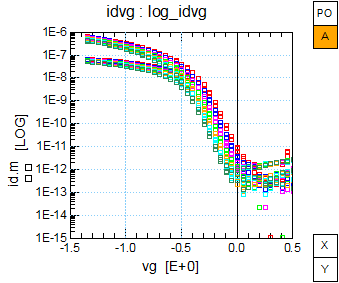 idvg : log_idvg
PO
A
1E-6
1E-7
1E-8
1E-9
1E-10
1E-11
1E-12
1E-13
1E-14
1E-15
id.m [LOG]
-1.5
-1.0
-0.5
0.0
0.5
vg [E+0]
X
Y